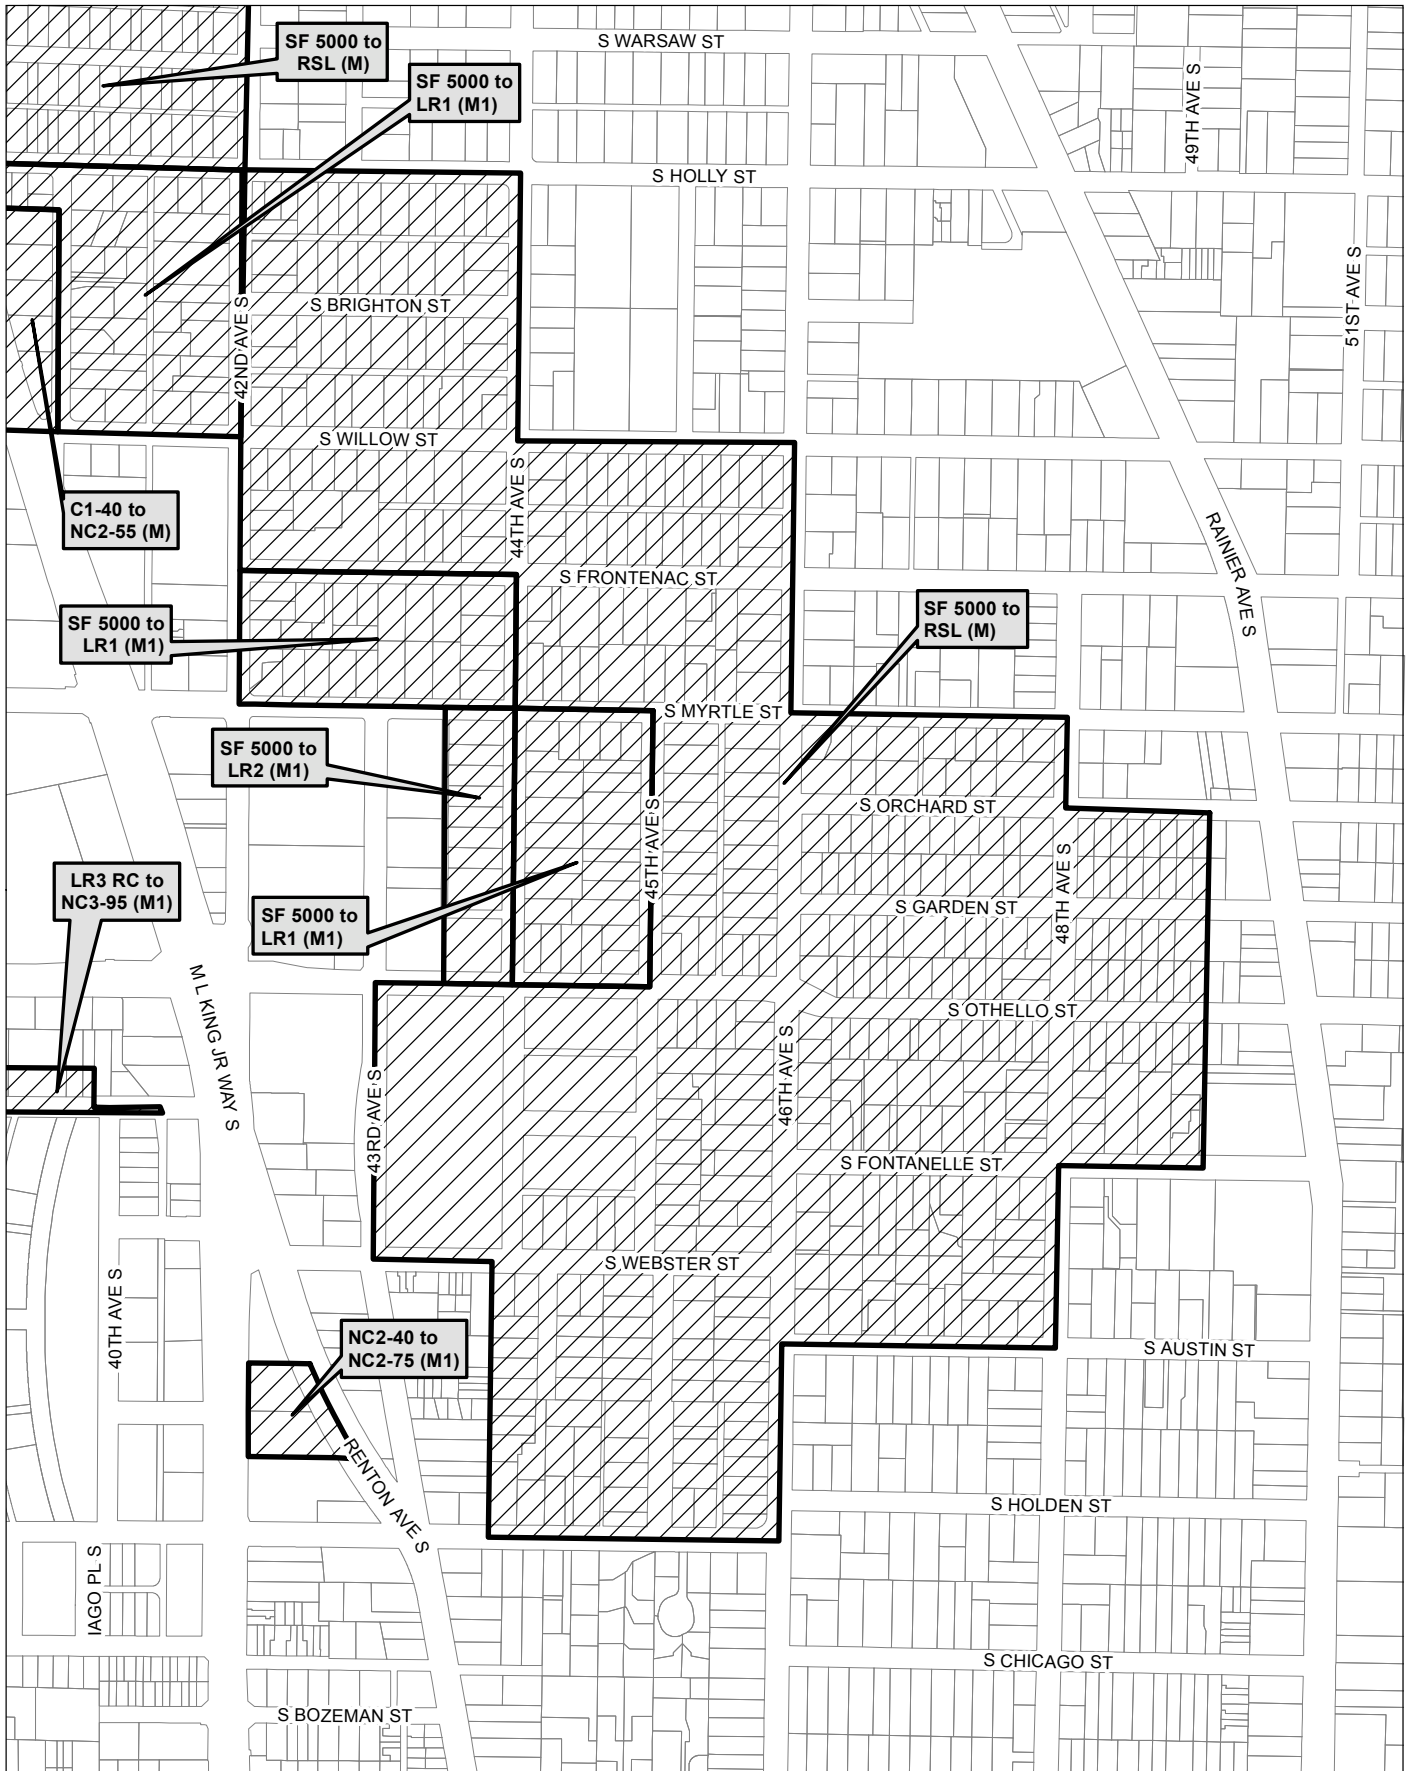 S WARSAW ST
SF 5000 to
RSL (M)
SF 5000 to
LR1 (M1)
49TH AVE S
S HOLLY ST
51ST AVE S
42ND AVE S
S BRIGHTON ST
S WILLOW ST
44TH AVE S
C1-40 to
NC2-55 (M)
RAINIER AVE S
S FRONTENAC ST
SF 5000 to
RSL (M)
SF 5000 to
LR1 (M1)
S MYRTLE ST
SF 5000 to
LR2 (M1)
S ORCHARD ST
45TH AVE S
48TH AVE S
LR3 RC to
NC3-95 (M1)
SF 5000 to
LR1 (M1)
S GARDEN ST
M L KING JR WAY S
S OTHELLO ST
46TH AVE S
43RD AVE S
S FONTANELLE ST
S WEBSTER ST
40TH AVE S
NC2-40 to
NC2-75 (M1)
S AUSTIN ST
RENTON AVE S
S HOLDEN ST
IAGO PL S
S CHICAGO ST
S BOZEMAN ST